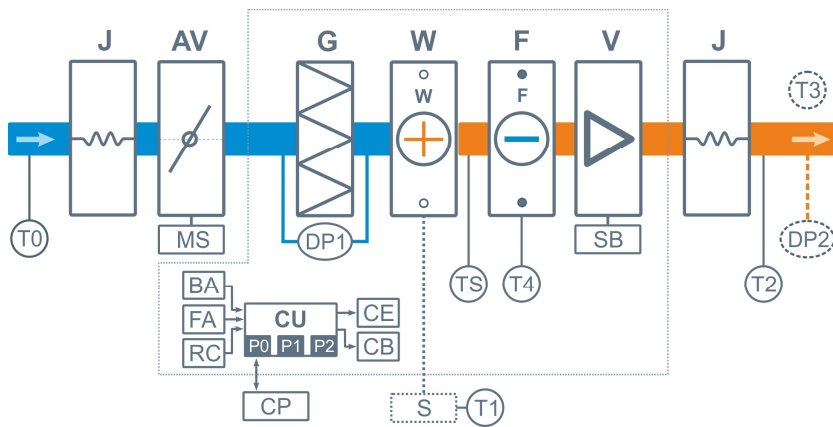 J AV G W F V J
W F
T3
T0 MS DP1 TS T4 SB T2 DP2
BA
FA
RC
CU
P0 P1 P2
CE
CB
CP
S T1